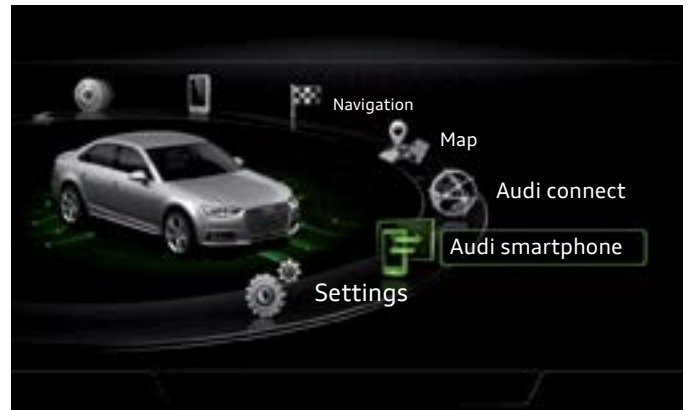 Navigation
Map
Audi connect
Audi smartphone
Settings